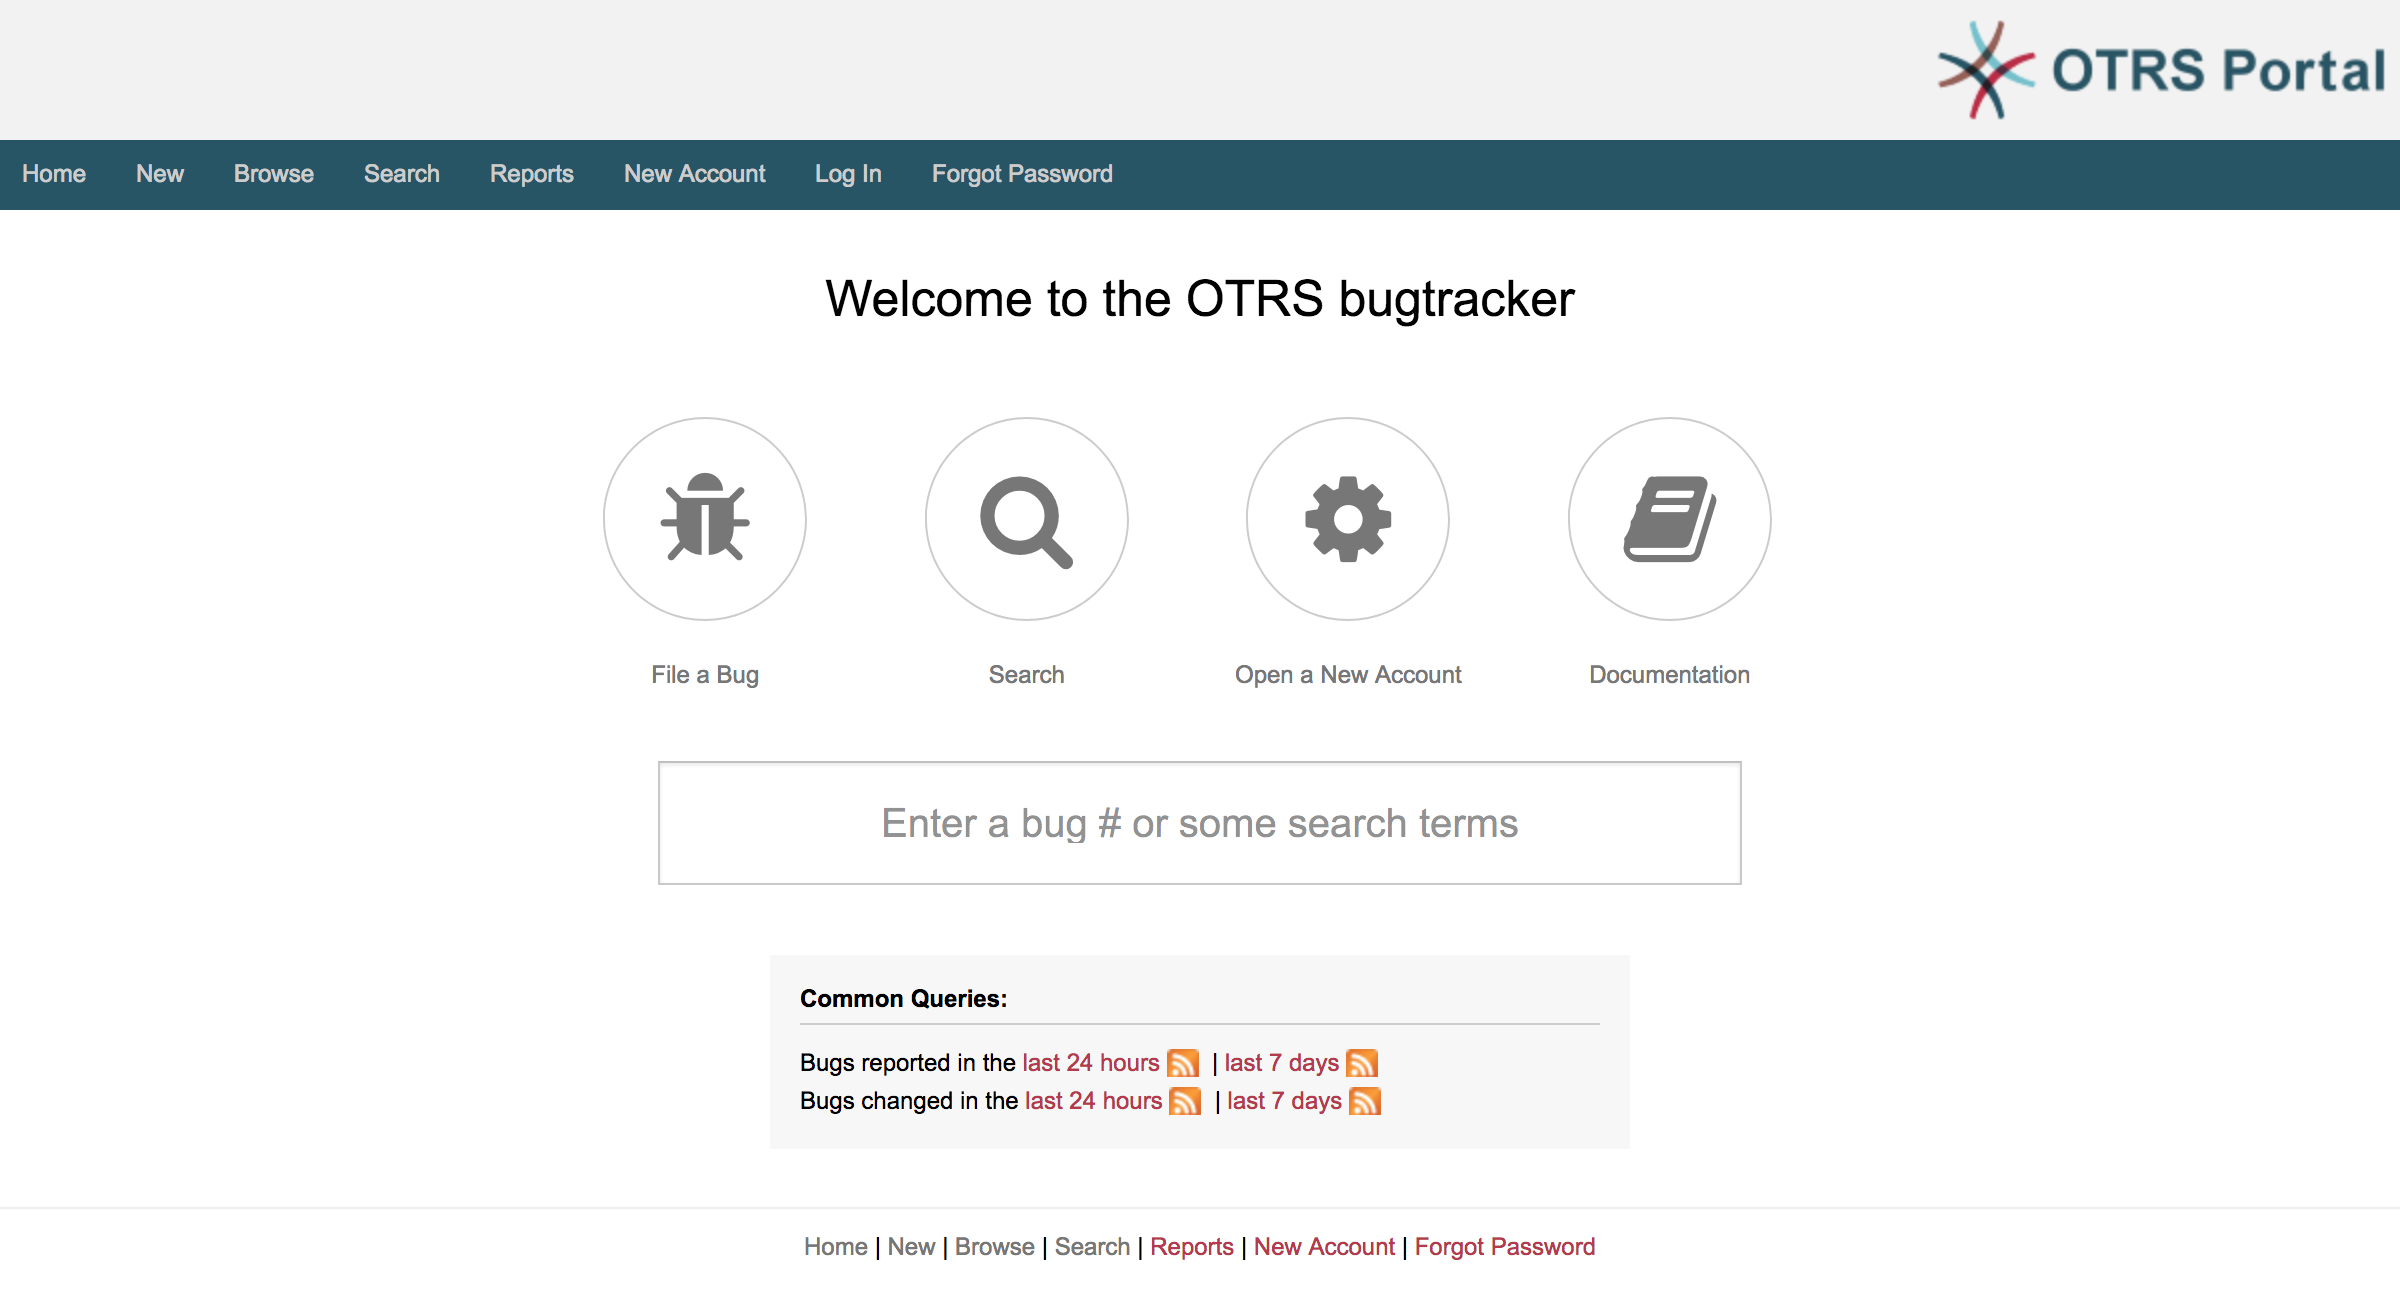 OTRS Portal
Home New Browse Search Reports New Account Log In Forgot Password
Welcome to the OTRS bugtracker
File a Bug Search Open a New Account Documentation
Enter a bug # or some search terms
Common Queries:
Bugs reported in the last 24 hours | last 7 days
Bugs changed in the last 24 hours | last 7 days
Home | New | Browse | Search | Reports | New Account | Forgot Password